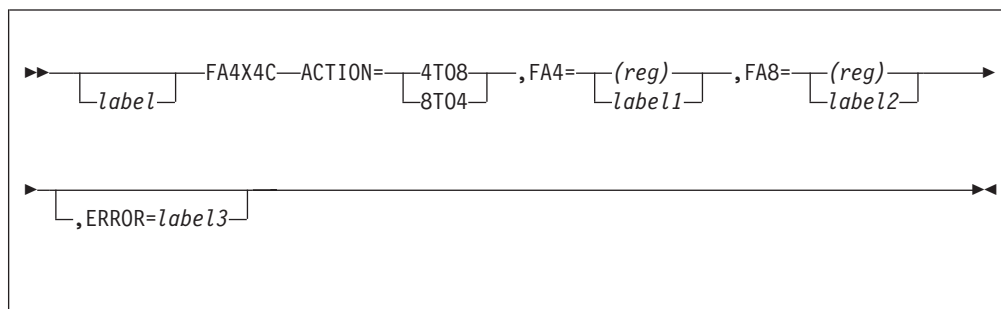 FA4X4C ACTION= 4TO8 ,FA4= (reg) ,FA8= (reg)
label 8TO4 label1 label2
,ERROR=label3